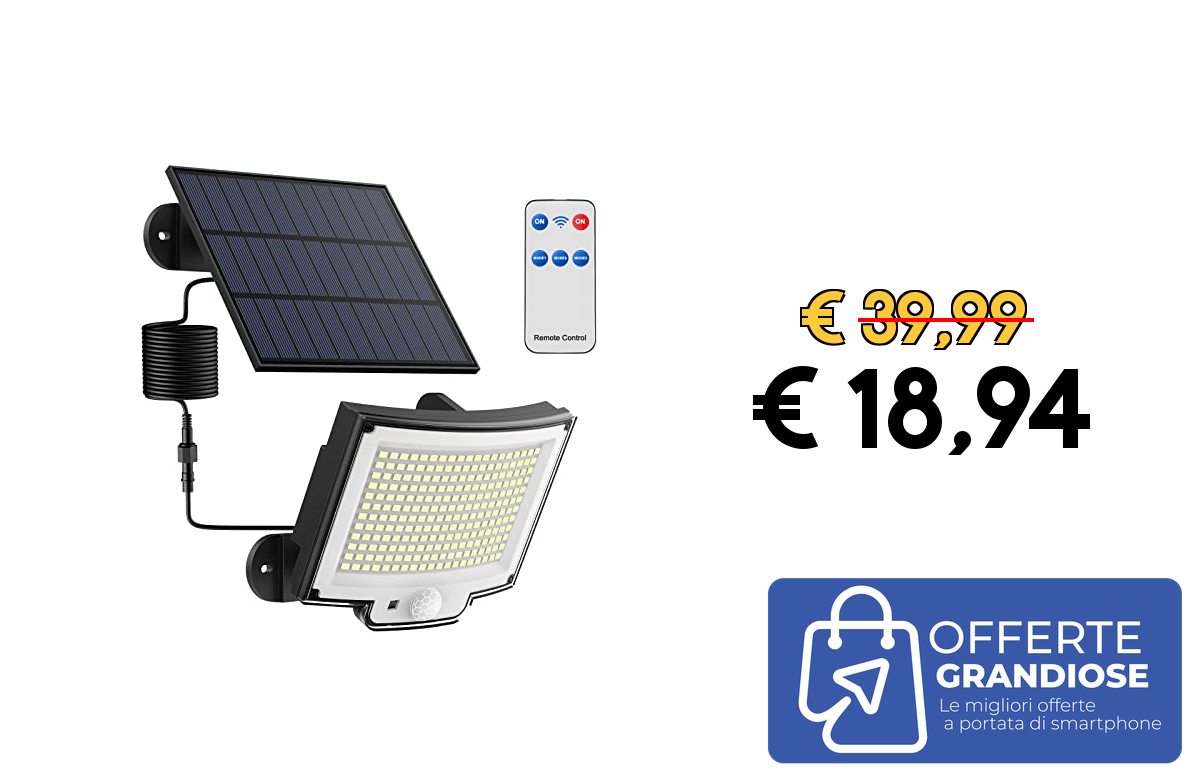 ON ON
Remote Control
€ 39,99
€ 18,94
OFFERTE
GRANDIOSE
Le migliori offerte
a portata di smartphone